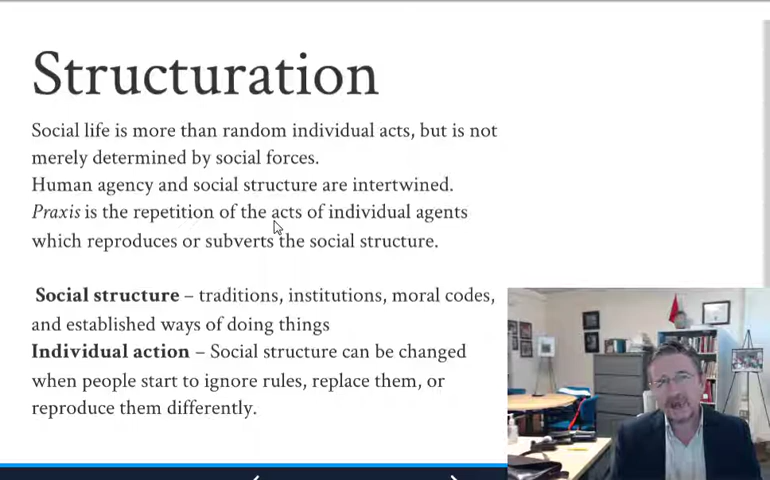 Structuration
Social life is more than random individual acts, but is not
merely determined by social forces.
Human agency and social structure are intertwined.
Praxis is the repetition of the acts of individual agents
which reproduces or subverts the social structure.
Social structure – traditions, institutions, moral codes,
and established ways of doing things
Individual action – Social structure can be changed
when people start to ignore rules, replace them, or
reproduce them differently.